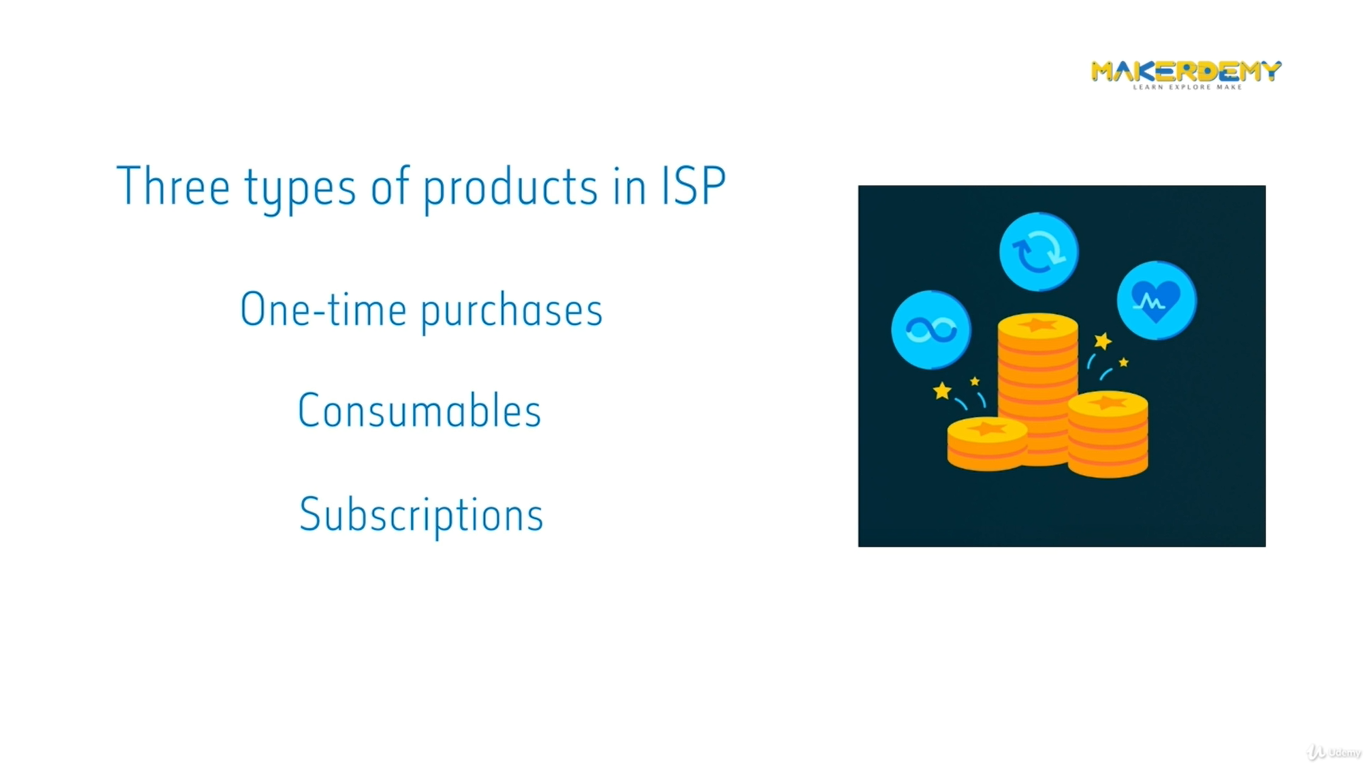 MAKERDEMY
LEARN EXPLORE MAKE
Three types of products in ISP
One-time purchases
Consumables
Subscriptions
Udemy